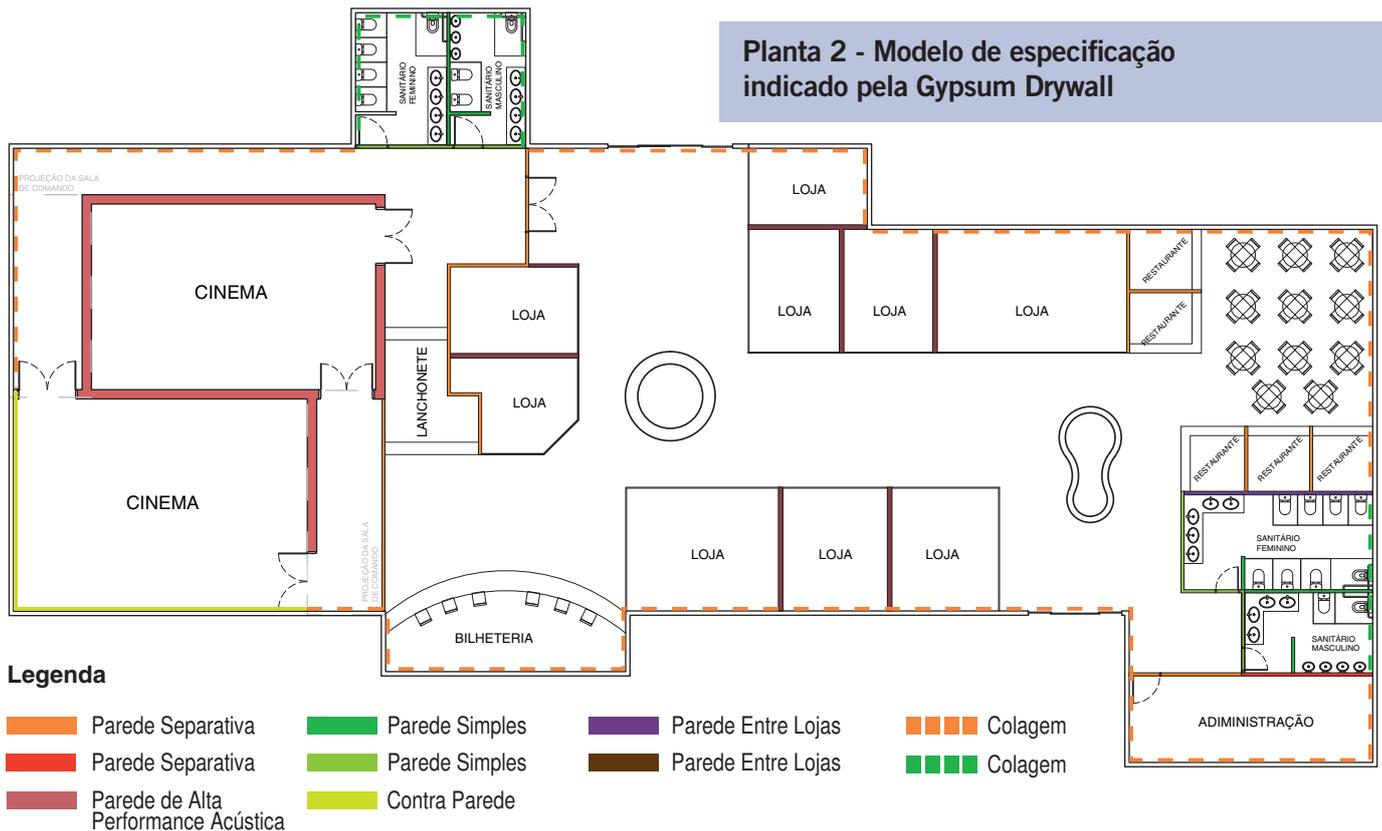 Planta 2 - Modelo de especificação
indicado pela Gypsum Drywall
SANITÁRIO
FEMININO
SANITÁRIO
MASCULINO
PROJEÇÃO DA SALA
DE COMANDO
LOJA
RESTAURANTE
CINEMA
LOJA
LOJA
LOJA
LOJA
RESTAURANTE
LANCHONETE
LOJA
RESTAURANTE
RESTAURANTE
RESTAURANTE
CINEMA
PROJEÇÃO DA SALA
DE COMANDO
LOJA
LOJA
LOJA
SANITÁRIO
FEMININO
BILHETERIA
SANITÁRIO
MASCULINO
ADIMINISTRAÇÃO
Legenda
Parede Separativa
Parede Simples
Parede Entre Lojas
Colagem
Parede Separativa
Parede Simples
Parede Entre Lojas
Colagem
Parede de Alta
Performance Acústica
Contra Parede